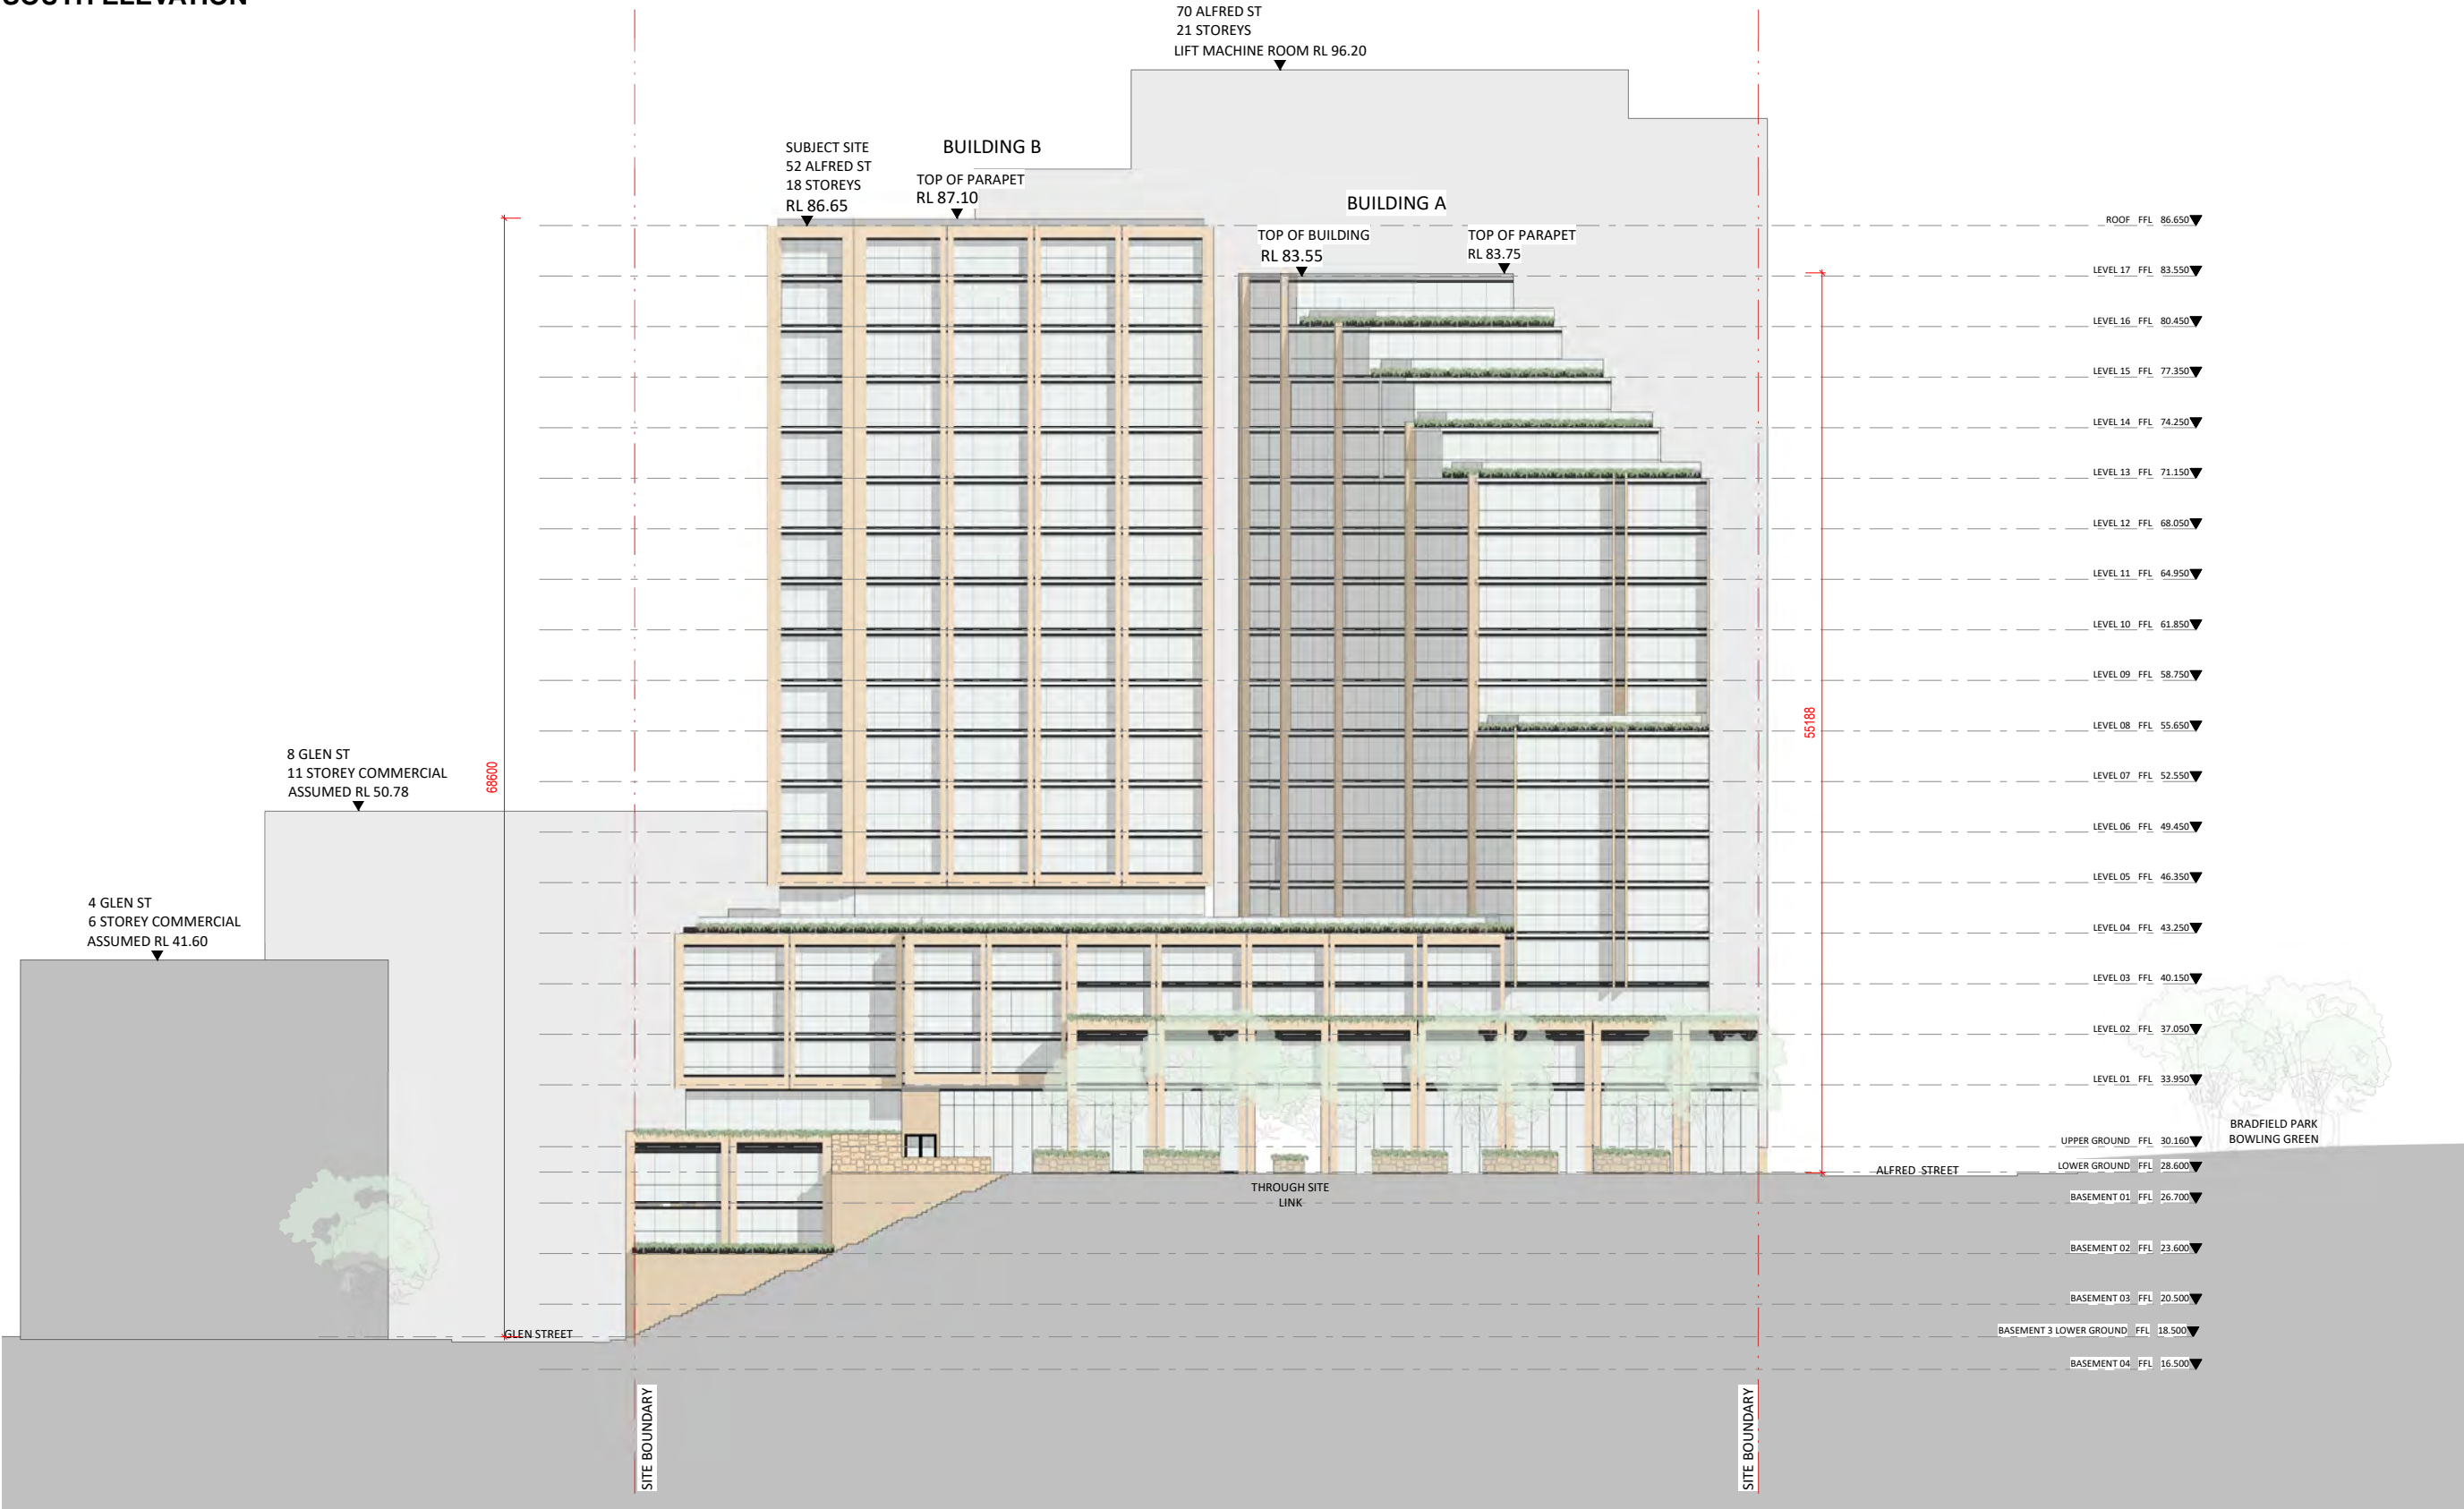 SOUTH ELEVATION
70 ALFRED ST
21 STOREYS
LIFT MACHINE ROOM RL 96.20
SUBJECT SITE
52 ALFRED ST
18 STOREYS
RL 86.65
BUILDING B
TOP OF PARAPET
RL 87.10
BUILDING A
TOP OF BUILDING
RL 83.55
TOP OF PARAPET
RL 83.75
ROOF FFL 86.650
LEVEL 17 FFL 83.550
LEVEL 16 FFL 80.450
LEVEL 15 FFL 77.350
LEVEL 14 FFL 74.250
LEVEL 13 FFL 71.150
LEVEL 12 FFL 68.050
LEVEL 11 FFL 64.950
LEVEL 10 FFL 61.850
LEVEL 09 FFL 58.750
LEVEL 08 FFL 55.650
LEVEL 07 FFL 52.550
LEVEL 06 FFL 49.450
LEVEL 05 FFL 46.350
LEVEL 04 FFL 43.250
LEVEL 03 FFL 40.150
LEVEL 02 FFL 37.050
LEVEL 01 FFL 33.950
UPPER GROUND FFL 30.160
LOWER GROUND FFL 28.600
BASEMENT 01 FFL 26.700
BASEMENT 02 FFL 23.600
BASEMENT 03 FFL 20.500
BASEMENT 3 LOWER GROUND FFL 18.500
BASEMENT 04 FFL 16.500
8 GLEN ST
11 STOREY COMMERCIAL
ASSUMED RL 50.78
68600
55188
4 GLEN ST
6 STOREY COMMERCIAL
ASSUMED RL 41.60
BRADFIELD PARK
BOWLING GREEN
ALFRED STREET
THROUGH SITE
LINK
GLEN STREET
SITE BOUNDARY
SITE BOUNDARY